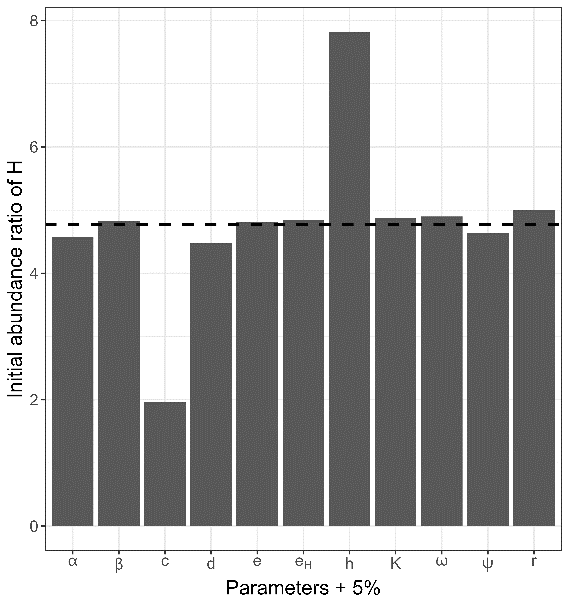 Initial abundance ratio of H
8
6
4
2
0
α β c d e eH h K ω ψ r
Parameters + 5%